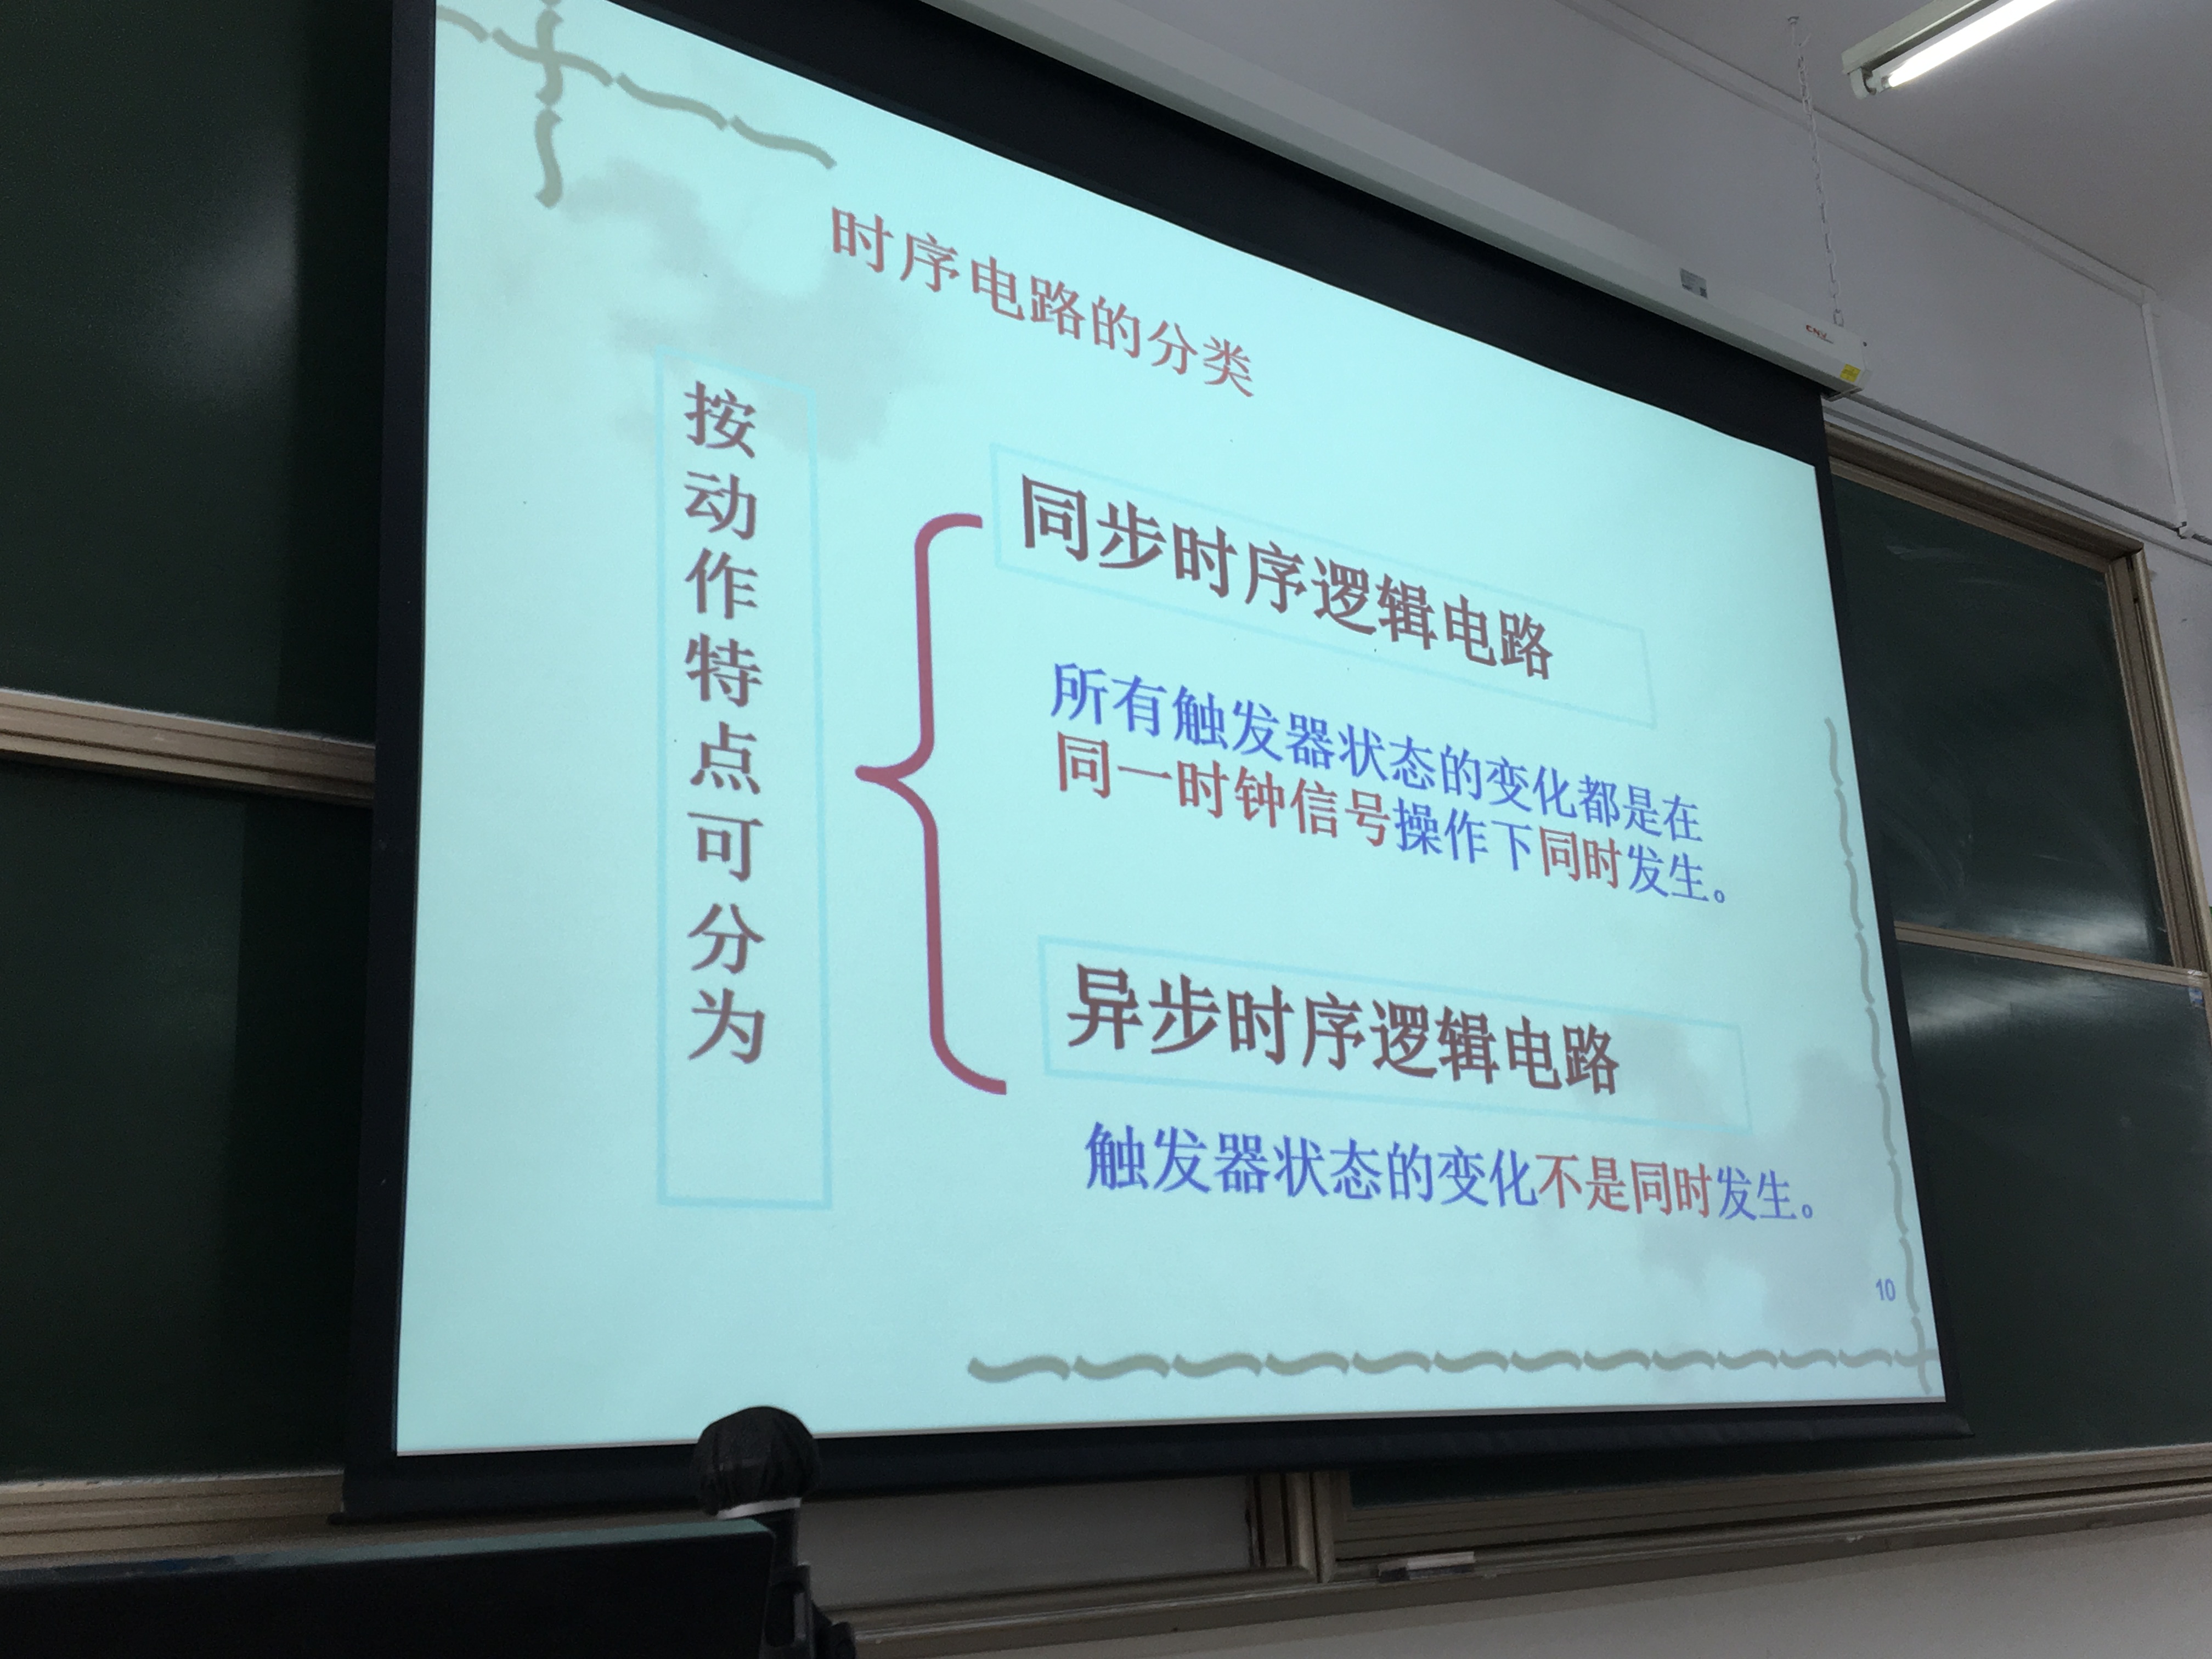 时序电路的分类
按动作特点可分为
同步时序逻辑电路
所有触发器状态的变化都是在
同一时钟信号操作下同时发生。
异步时序逻辑电路
触发器状态的变化不是同时发生。
10